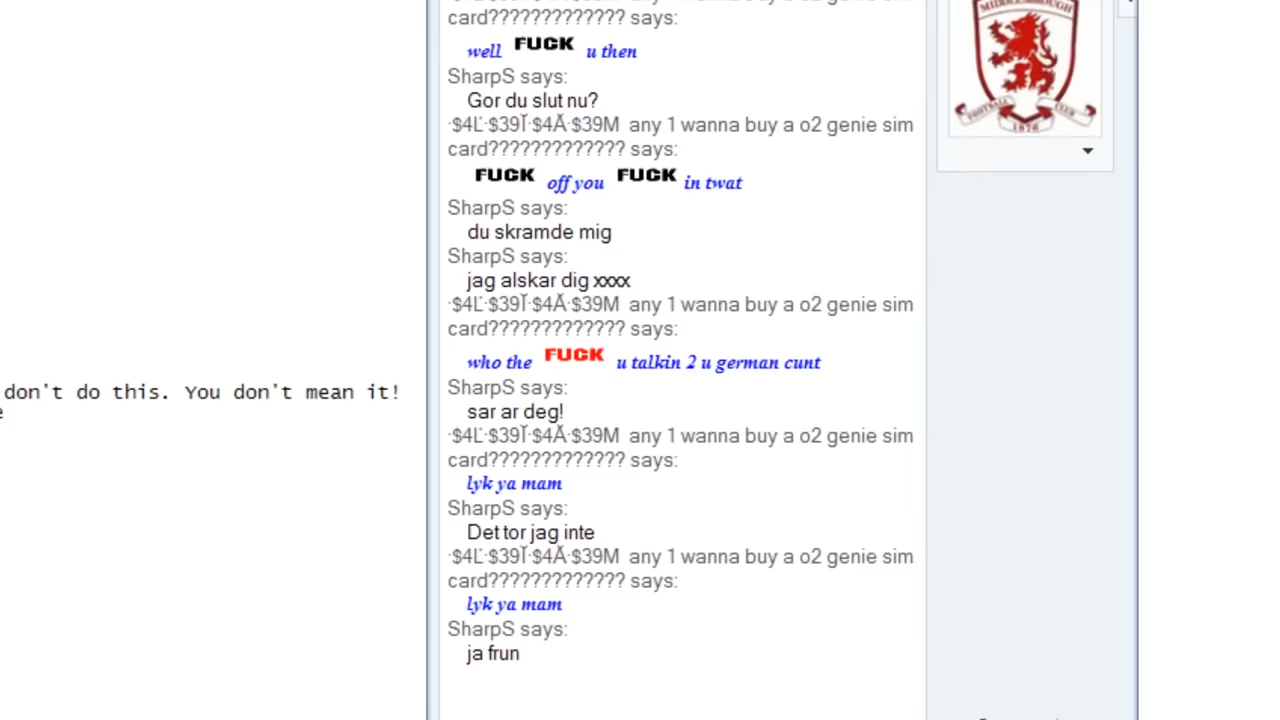 card????????????? says:
well FUCK u then
SharpS says:
Gor du slut nu?
·$4Ľ·$39Ĭ·$4Ă·$39M any 1 wanna buy a o2 genie sim
card????????????? says:
FUCK off you FUCK in twat
SharpS says:
du skramde mig
SharpS says:
jag alskar dig xxxx
·$4Ľ·$39Ĭ·$4Ă·$39M any 1 wanna buy a o2 genie sim
card????????????? says:
who the FUCK u talkin 2 u german cunt
don't do this. You don't mean it!
SharpS says:
sar ar deg!
·$4Ľ·$39Ĭ·$4Ă·$39M any 1 wanna buy a o2 genie sim
card????????????? says:
lyk ya mam
SharpS says:
Det tor jag inte
·$4Ľ·$39Ĭ·$4Ă·$39M any 1 wanna buy a o2 genie sim
card????????????? says:
lyk ya mam
SharpS says:
ja frun
MIDDLESBROUGH
FOOTBALL CLUB
1876